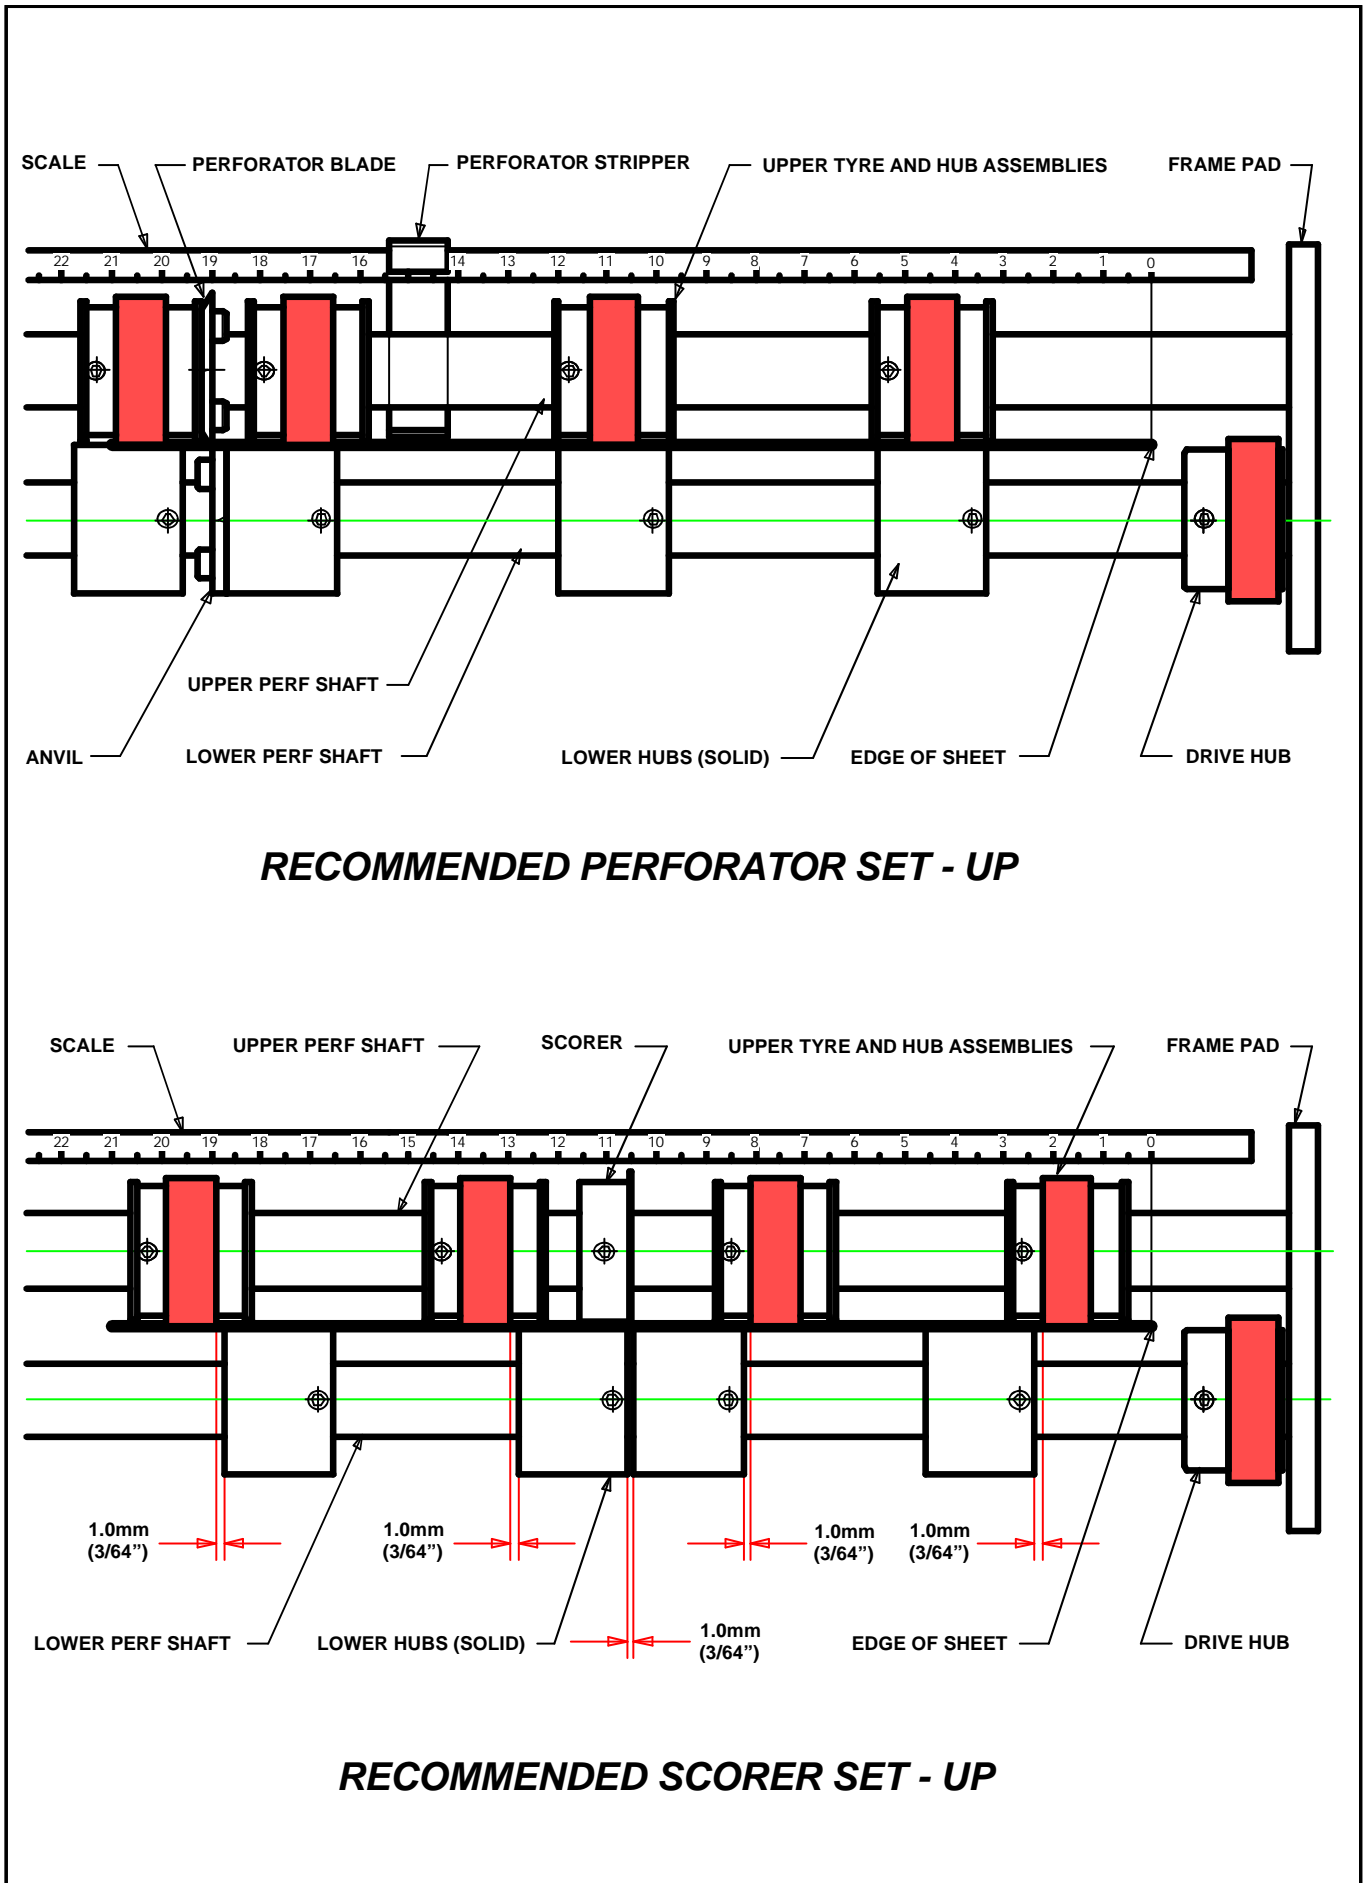 SCALE
PERFORATOR BLADE
PERFORATOR STRIPPER
UPPER TYRE AND HUB ASSEMBLIES
FRAME PAD
22 21 20 19 18 17 16 14 13 12 11 10 9 8 7 6 5 4 3 2 1 0
UPPER PERF SHAFT
ANVIL
LOWER PERF SHAFT
LOWER HUBS (SOLID)
EDGE OF SHEET
DRIVE HUB
RECOMMENDED PERFORATOR SET - UP
SCALE
UPPER PERF SHAFT
SCORER
UPPER TYRE AND HUB ASSEMBLIES
FRAME PAD
22 21 20 19 18 17 16 15 14 13 12 11 10 9 8 7 6 5 4 3 2 1 0
1.0mm
(3/64”)
1.0mm
(3/64”)
1.0mm
(3/64”)
1.0mm
(3/64”)
1.0mm
(3/64”)
LOWER PERF SHAFT
LOWER HUBS (SOLID)
EDGE OF SHEET
DRIVE HUB
RECOMMENDED SCORER SET - UP